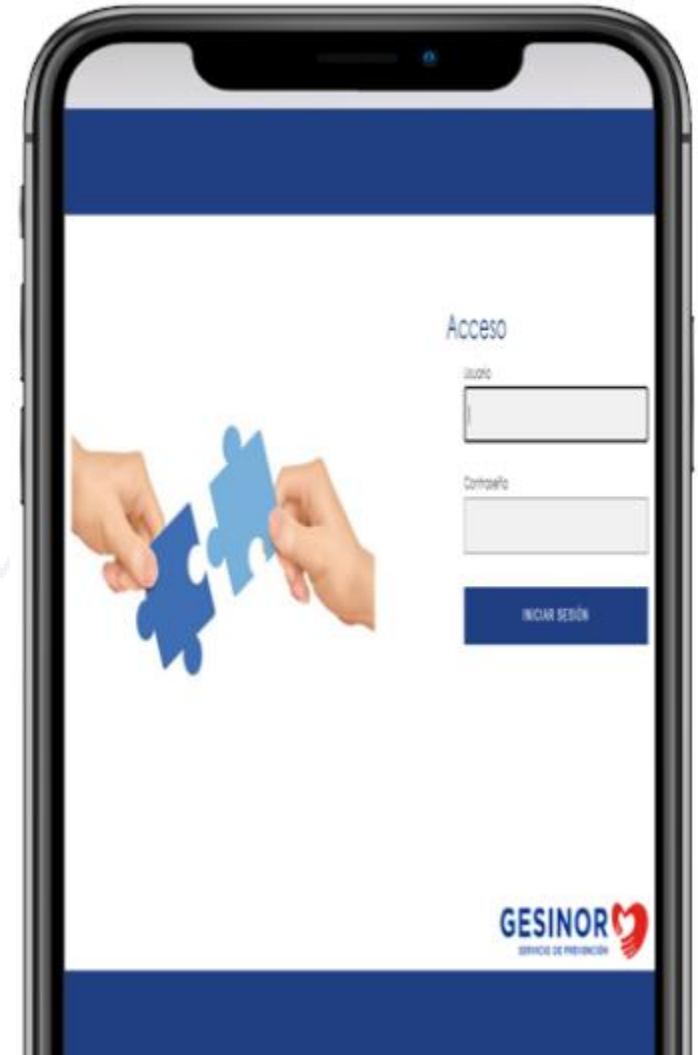 Acceso
Usuario
Contraseña
INICIAR SESIÓN
GESINOR
SERVICIO DE PREVENCIÓN